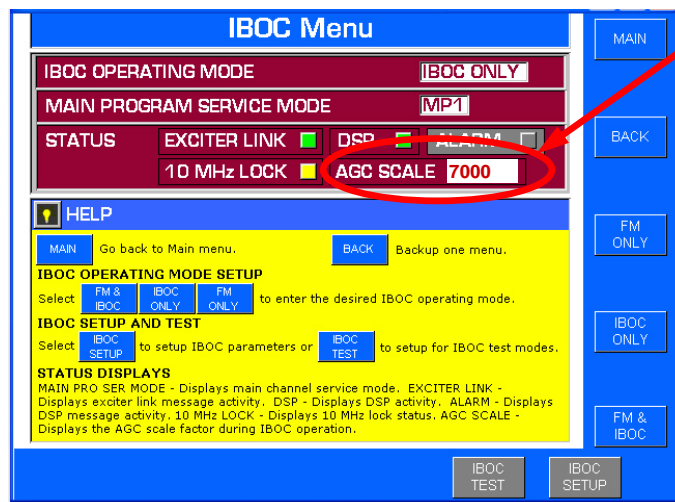 IBOC Menu
MAIN
IBOC OPERATING MODE IBOC ONLY
MAIN PROGRAM SERVICE MODE MP1
STATUS EXCITER LINK DSP ALARM
BACK
10 MHz LOCK AGC SCALE 7000
HELP
MAIN Go back to Main menu. BACK Backup one menu.
FM
ONLY
IBOC OPERATING MODE SETUP
Select FM & IBOC IBOC ONLY FM ONLY to enter the desired IBOC operating mode.
IBOC SETUP AND TEST
Select IBOC SETUP to setup IBOC parameters or IBOC TEST to setup for IBOC test modes.
IBOC
ONLY
STATUS DISPLAYS
MAIN PRO SER MODE - Displays main channel service mode. EXCITER LINK -
Displays exciter link message activity. DSP - Displays DSP activity. ALARM - Displays
DSP message activity. 10 MHz LOCK - Displays 10 MHz lock status. AGC SCALE -
Displays the AGC scale factor during IBOC operation.
FM &
IBOC
IBOC
TEST
IBOC
SETUP